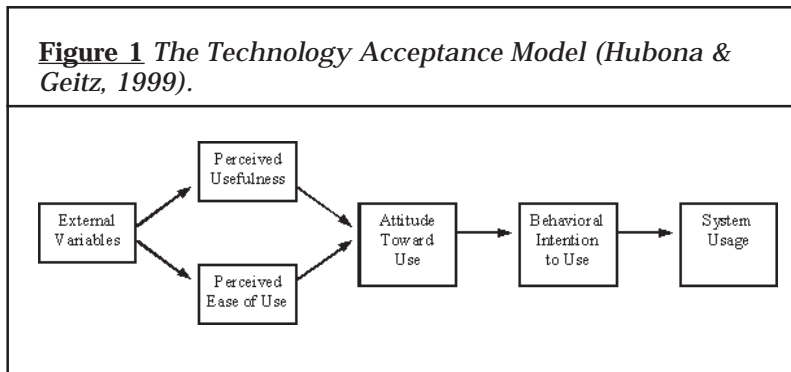 Figure 1 The Technology Acceptance Model (Hubona &
Geitz, 1999).
Perceived
Usefulness
External
Variables
Attitude
Toward
Use
Behavioral
Intention
to Use
System
Usage
Perceived
Ease of Use